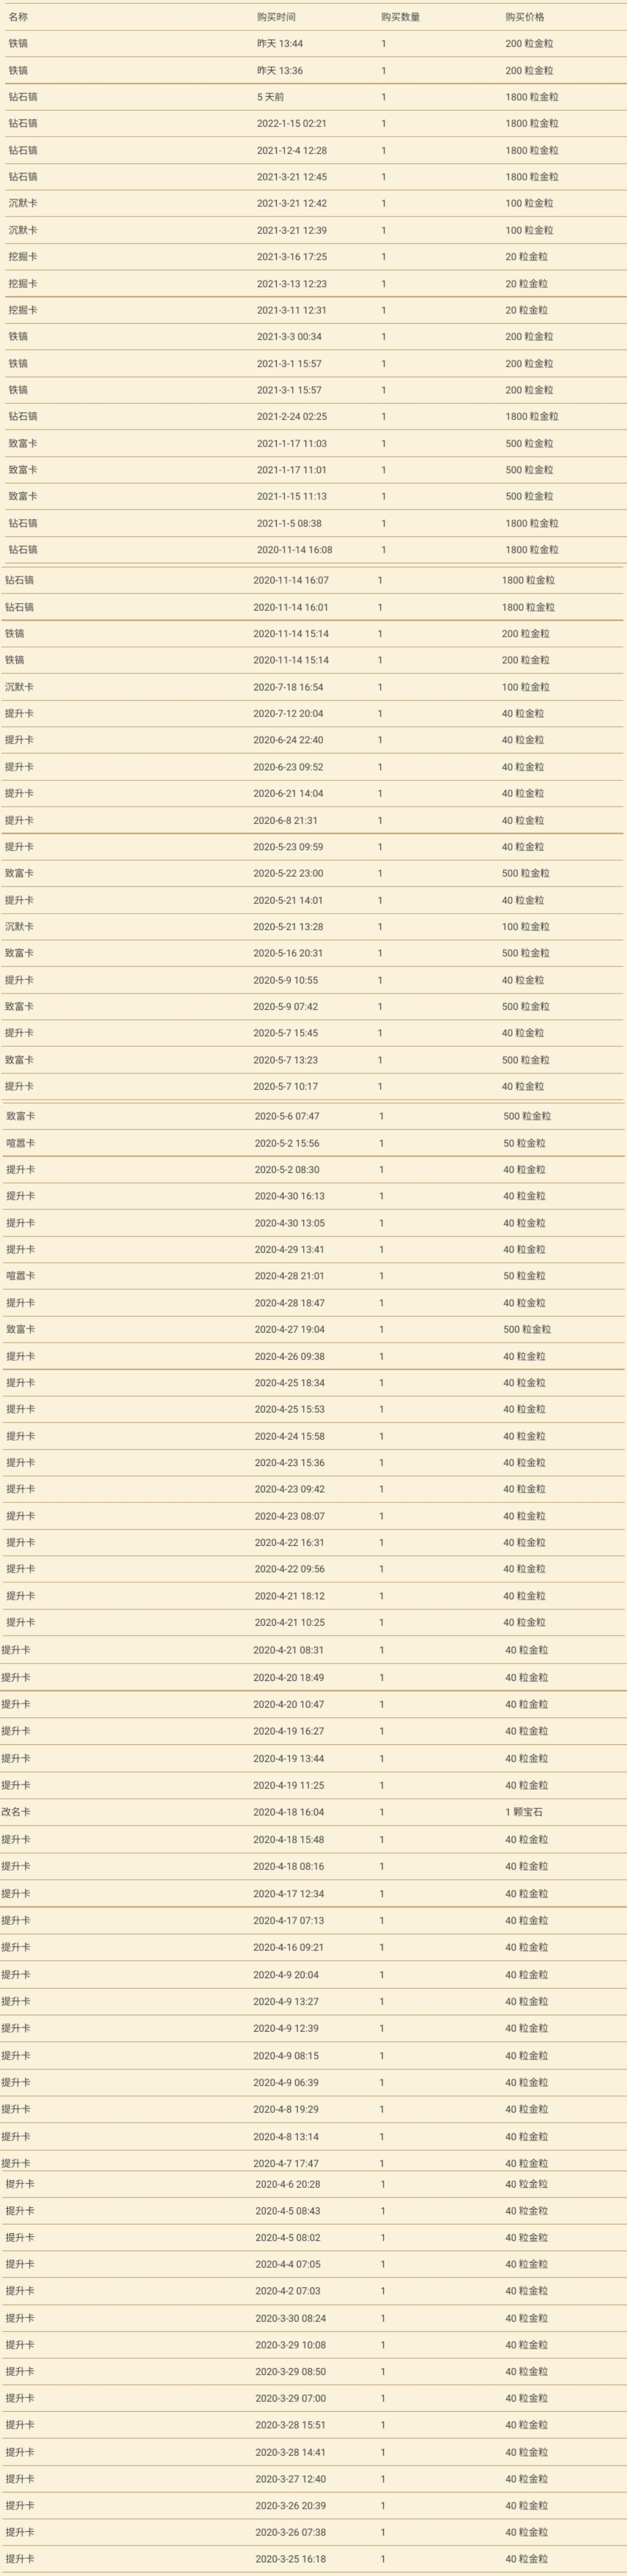 名称 购买时间 购买数量 购买价格
铁镐 昨天 13:44 1 200 粒金粒
铁镐 昨天 13:36 1 200 粒金粒
钻石镐 5 天前 1 1800 粒金粒
钻石镐 2022-1-15 02:21 1 1800 粒金粒
钻石镐 2021-12-4 12:28 1 1800 粒金粒
钻石镐 2021-3-21 12:45 1 1800 粒金粒
沉默卡 2021-3-21 12:42 1 100 粒金粒
沉默卡 2021-3-21 12:39 1 100 粒金粒
挖掘卡 2021-3-16 17:25 1 20 粒金粒
挖掘卡 2021-3-13 12:23 1 20 粒金粒
挖掘卡 2021-3-11 12:31 1 20 粒金粒
铁镐 2021-3-3 00:34 1 200 粒金粒
铁镐 2021-3-1 15:57 1 200 粒金粒
铁镐 2021-3-1 15:57 1 200 粒金粒
钻石镐 2021-2-24 02:25 1 1800 粒金粒
致富卡 2021-1-17 11:03 1 500 粒金粒
致富卡 2021-1-17 11:01 1 500 粒金粒
致富卡 2021-1-15 11:13 1 500 粒金粒
钻石镐 2021-1-5 08:38 1 1800 粒金粒
钻石镐 2020-11-14 16:08 1 1800 粒金粒
钻石镐 2020-11-14 16:07 1 1800 粒金粒
钻石镐 2020-11-14 16:01 1 1800 粒金粒
铁镐 2020-11-14 15:14 1 200 粒金粒
铁镐 2020-11-14 15:14 1 200 粒金粒
沉默卡 2020-7-18 16:54 1 100 粒金粒
提升卡 2020-7-12 20:04 1 40 粒金粒
提升卡 2020-6-24 22:40 1 40 粒金粒
提升卡 2020-6-23 09:52 1 40 粒金粒
提升卡 2020-6-21 14:04 1 40 粒金粒
提升卡 2020-6-8 21:31 1 40 粒金粒
提升卡 2020-5-23 09:59 1 40 粒金粒
致富卡 2020-5-22 23:00 1 500 粒金粒
提升卡 2020-5-21 14:01 1 40 粒金粒
沉默卡 2020-5-21 13:28 1 100 粒金粒
致富卡 2020-5-16 20:31 1 500 粒金粒
提升卡 2020-5-9 10:55 1 40 粒金粒
致富卡 2020-5-9 07:42 1 500 粒金粒
提升卡 2020-5-7 15:45 1 40 粒金粒
致富卡 2020-5-7 13:23 1 500 粒金粒
提升卡 2020-5-7 10:17 1 40 粒金粒
致富卡 2020-5-6 07:47 1 500 粒金粒
喧嚣卡 2020-5-2 15:56 1 50 粒金粒
提升卡 2020-5-2 08:30 1 40 粒金粒
提升卡 2020-4-30 16:13 1 40 粒金粒
提升卡 2020-4-30 13:05 1 40 粒金粒
提升卡 2020-4-29 13:41 1 40 粒金粒
喧嚣卡 2020-4-28 21:01 1 50 粒金粒
提升卡 2020-4-28 18:47 1 40 粒金粒
致富卡 2020-4-27 19:04 1 500 粒金粒
提升卡 2020-4-26 09:38 1 40 粒金粒
提升卡 2020-4-25 18:34 1 40 粒金粒
提升卡 2020-4-25 15:53 1 40 粒金粒
提升卡 2020-4-24 15:58 1 40 粒金粒
提升卡 2020-4-23 15:36 1 40 粒金粒
提升卡 2020-4-23 09:42 1 40 粒金粒
提升卡 2020-4-23 08:07 1 40 粒金粒
提升卡 2020-4-22 16:31 1 40 粒金粒
提升卡 2020-4-22 09:56 1 40 粒金粒
提升卡 2020-4-21 18:12 1 40 粒金粒
提升卡 2020-4-21 10:25 1 40 粒金粒
提升卡 2020-4-21 08:31 1 40 粒金粒
提升卡 2020-4-20 18:49 1 40 粒金粒
提升卡 2020-4-20 10:47 1 40 粒金粒
提升卡 2020-4-19 16:27 1 40 粒金粒
提升卡 2020-4-19 13:44 1 40 粒金粒
提升卡 2020-4-19 11:25 1 40 粒金粒
改名卡 2020-4-18 16:04 1 1 颗宝石
提升卡 2020-4-18 15:48 1 40 粒金粒
提升卡 2020-4-18 08:16 1 40 粒金粒
提升卡 2020-4-17 12:34 1 40 粒金粒
提升卡 2020-4-17 07:13 1 40 粒金粒
提升卡 2020-4-16 09:21 1 40 粒金粒
提升卡 2020-4-9 20:04 1 40 粒金粒
提升卡 2020-4-9 13:27 1 40 粒金粒
提升卡 2020-4-9 12:39 1 40 粒金粒
提升卡 2020-4-9 08:15 1 40 粒金粒
提升卡 2020-4-9 06:39 1 40 粒金粒
提升卡 2020-4-8 19:29 1 40 粒金粒
提升卡 2020-4-8 13:14 1 40 粒金粒
提升卡 2020-4-7 17:47 1 40 粒金粒
提升卡 2020-4-6 20:28 1 40 粒金粒
提升卡 2020-4-5 08:43 1 40 粒金粒
提升卡 2020-4-5 08:02 1 40 粒金粒
提升卡 2020-4-4 07:05 1 40 粒金粒
提升卡 2020-4-2 07:03 1 40 粒金粒
提升卡 2020-3-30 08:24 1 40 粒金粒
提升卡 2020-3-29 10:08 1 40 粒金粒
提升卡 2020-3-29 08:50 1 40 粒金粒
提升卡 2020-3-29 07:00 1 40 粒金粒
提升卡 2020-3-28 15:51 1 40 粒金粒
提升卡 2020-3-28 14:41 1 40 粒金粒
提升卡 2020-3-27 12:40 1 40 粒金粒
提升卡 2020-3-26 20:39 1 40 粒金粒
提升卡 2020-3-26 07:38 1 40 粒金粒
提升卡 2020-3-25 16:18 1 40 粒金粒